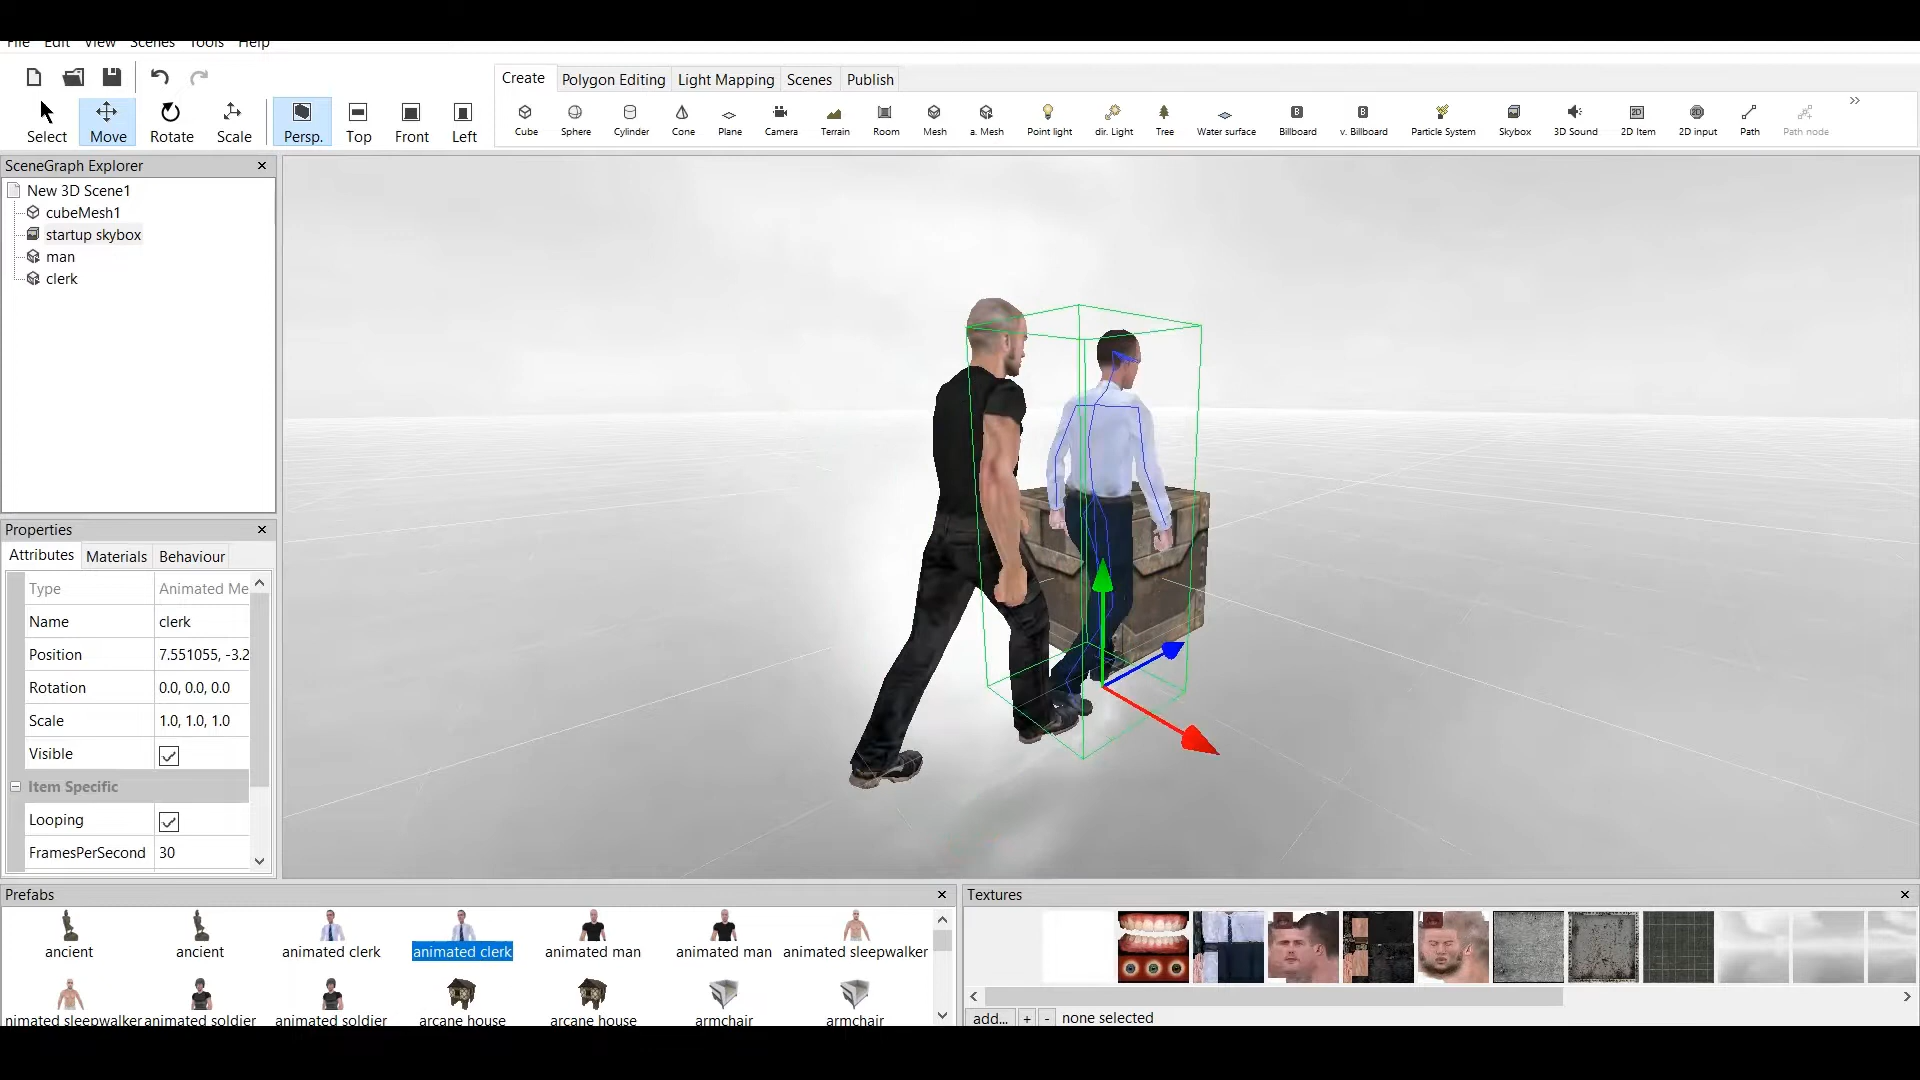 File Edit View Scenes Tools Help
Create Polygon Editing Light Mapping Scenes Publish
Select Move Rotate Scale Persp. Top Front Left
Cube Sphere Cylinder Cone Plane Camera Terrain Room Mesh a. Mesh Point light dir. Light Tree Water surface Billboard v. Billboard Particle System Skybox 3D Sound 2D Item 2D input Path Path node
SceneGraph Explorer
New 3D Scene1
cubeMesh1
startup skybox
man
clerk
Properties
Attributes Materials Behaviour
Type Animated Me
Name clerk
Position 7.551055, -3.2
Rotation 0.0, 0.0, 0.0
Scale 1.0, 1.0, 1.0
Visible
Item Specific
Looping
FramesPerSecond 30
Prefabs
ancient ancient animated clerk animated clerk animated man animated man animated sleepwalker
nimated sleepwalker animated soldier animated soldier arcane house arcane house armchair armchair
Textures
add... + - none selected